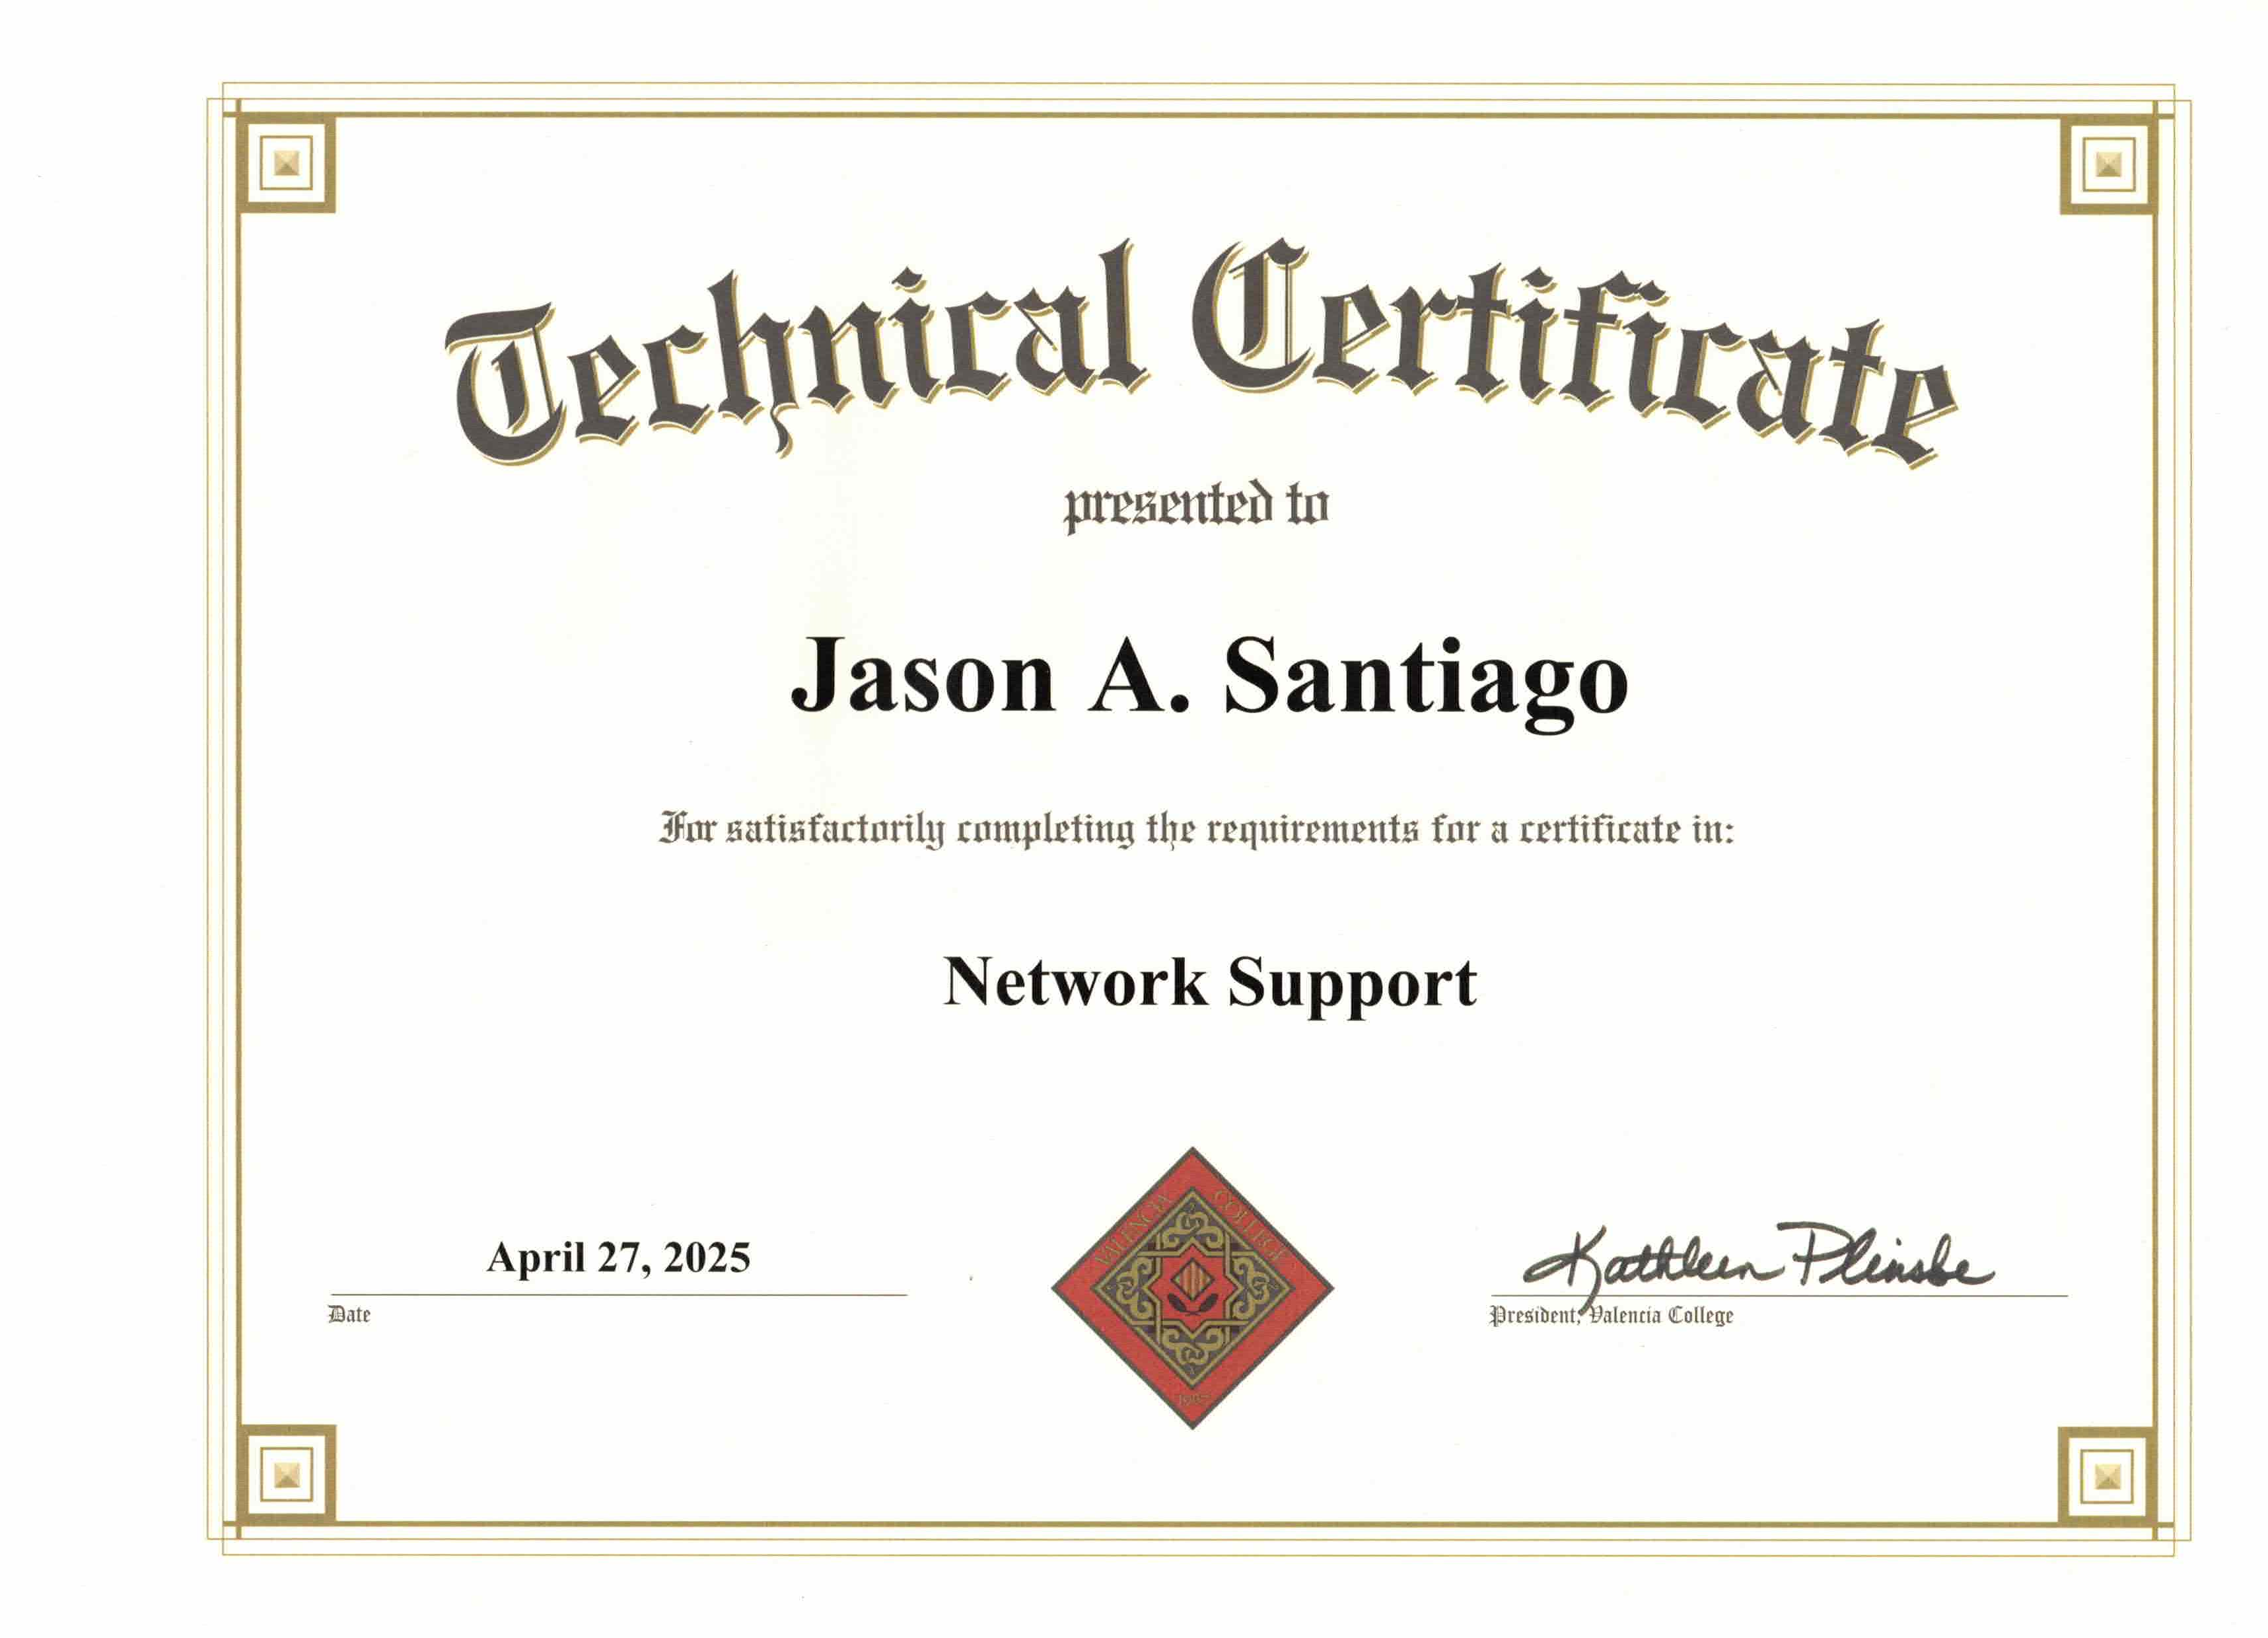 Technical Certificate
presented to
Jason A. Santiago
For satisfactorily completing the requirements for a certificate in:
Network Support
VALENCIA COLLEGE
April 27, 2025
Kathleen Plinske
Date
President, Valencia College
1967